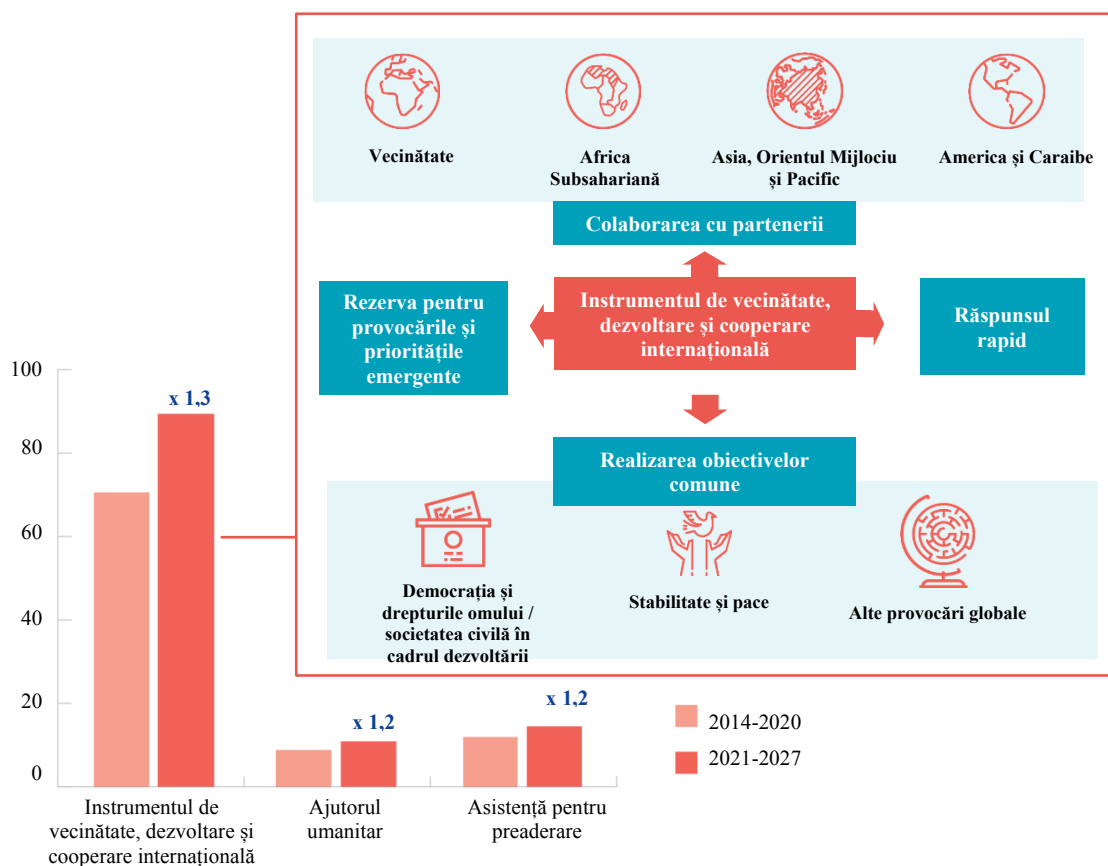 Vecinătate
Africa
Subsahariană
Asia, Orientul Mijlociu
și Pacific
America și Caraibe
Colaborarea cu partenerii
Rezerva pentru
provocările și
prioritățile
emergente
Instrumentul de vecinătate,
dezvoltare și cooperare
internațională
Răspunsul
rapid
Realizarea obiectivelor
comune
Democrația și
drepturile omului /
societatea civilă în
cadrul dezvoltării
Stabilitate și pace
Alte provocări globale
100
80
60
40
20
0
x 1,3
x 1,2
x 1,2
2014-2020
2021-2027
Instrumentul de
vecinătate, dezvoltare și
cooperare internațională
Ajutorul
umanitar
Asistență pentru
preaderare